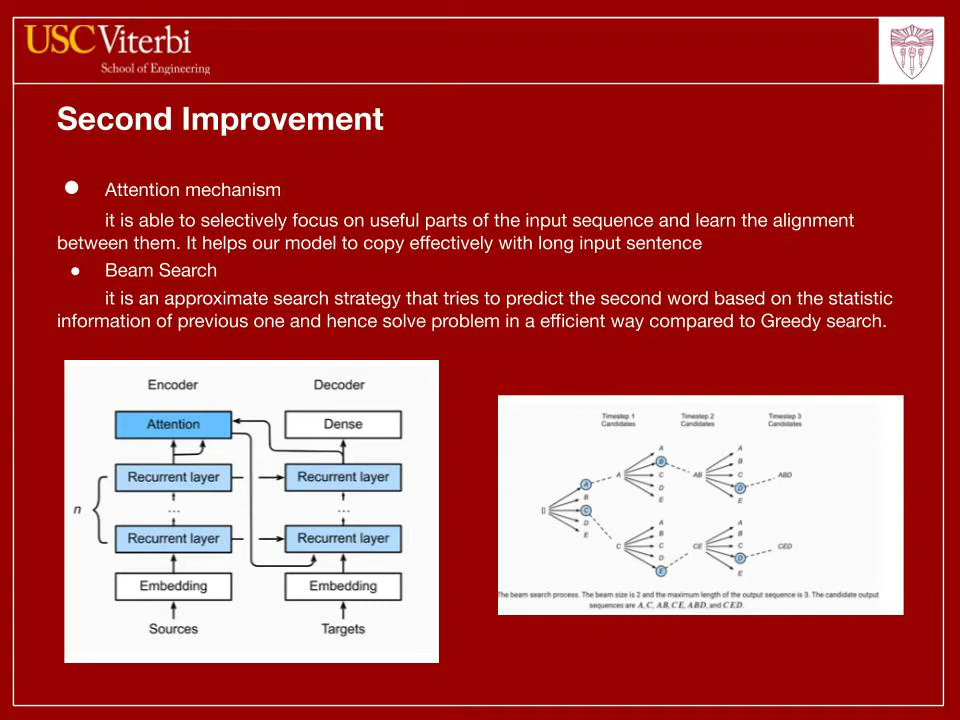 USC Viterbi
School of Engineering
Second Improvement
● Attention mechanism
it is able to selectively focus on useful parts of the input sequence and learn the alignment
between them. It helps our model to copy effectively with long input sentence
● Beam Search
it is an approximate search strategy that tries to predict the second word based on the statistic
information of previous one and hence solve problem in a efficient way compared to Greedy search.
Encoder Decoder
Attention Dense
Recurrent layer Recurrent layer
n ... ...
Recurrent layer Recurrent layer
Embedding Embedding
Sources Targets
Timestep 1 Timestep 2 Timestep 3
Candidates Candidates Candidates
A A
B B
A A C AB C ABD
B D D
E E
[] C
D A A
E B B
C C CE C CED
D D
E E
The beam search process. The beam size is 2 and the maximum length of the output sequence is 3. The candidate output
sequences are A, C, AB, CE, ABD, and CED.